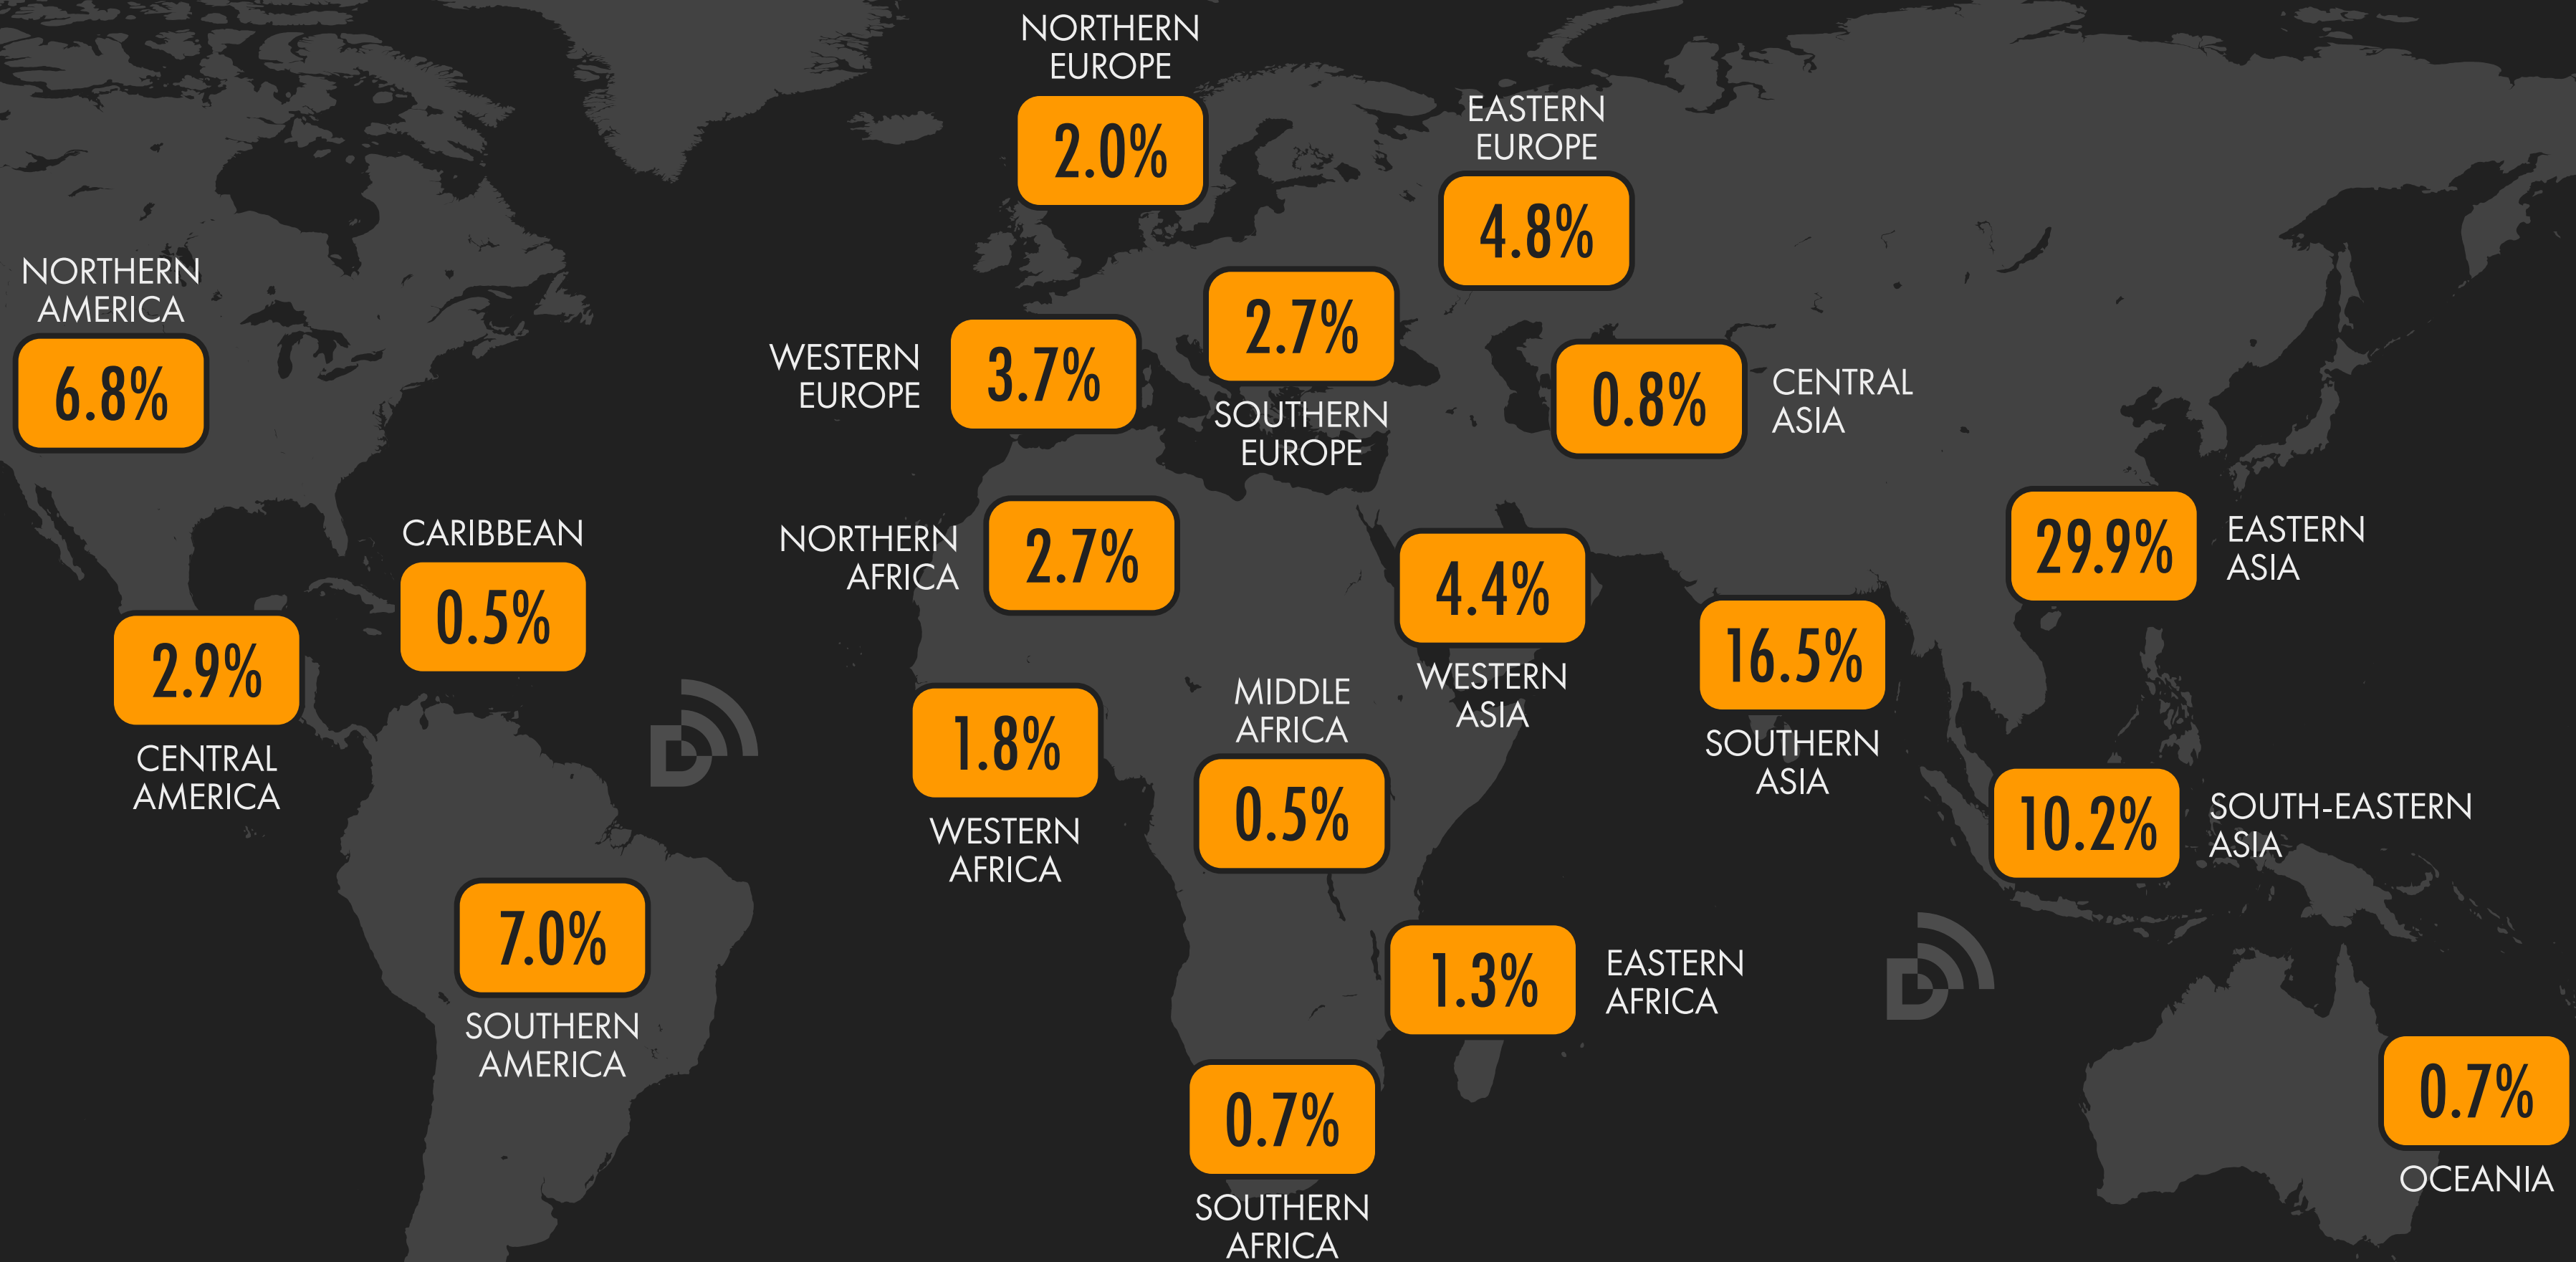 NORTHERN
EUROPE
2.0%
EASTERN
EUROPE
4.8%
NORTHERN
AMERICA
6.8%
WESTERN
EUROPE
3.7%
2.7%
SOUTHERN
EUROPE
0.8%
CENTRAL
ASIA
CARIBBEAN
0.5%
NORTHERN
AFRICA
2.7%
4.4%
WESTERN
ASIA
29.9%
EASTERN
ASIA
2.9%
CENTRAL
AMERICA
16.5%
SOUTHERN
ASIA
1.8%
WESTERN
AFRICA
MIDDLE
AFRICA
0.5%
10.2%
SOUTH-EASTERN
ASIA
7.0%
SOUTHERN
AMERICA
1.3%
EASTERN
AFRICA
0.7%
SOUTHERN
AFRICA
0.7%
OCEANIA